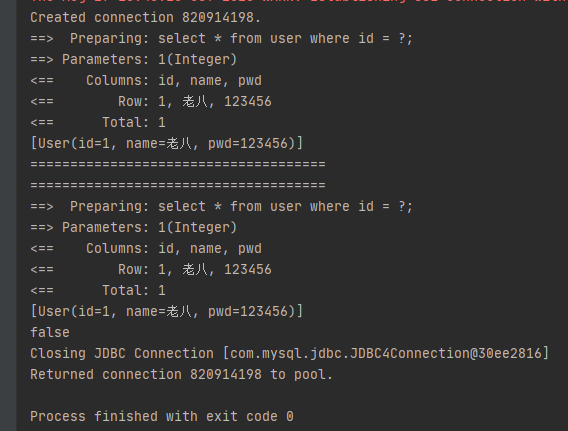 Created connection 820914198.
==>  Preparing: select * from user where id = ?;
==> Parameters: 1(Integer)
<==    Columns: id, name, pwd
<==        Row: 1, 老八, 123456
<==      Total: 1
[User(id=1, name=老八, pwd=123456)]
=====================================
=====================================
==>  Preparing: select * from user where id = ?;
==> Parameters: 1(Integer)
<==    Columns: id, name, pwd
<==        Row: 1, 老八, 123456
<==      Total: 1
[User(id=1, name=老八, pwd=123456)]
false
Closing JDBC Connection [com.mysql.jdbc.JDBC4Connection@30ee2816]
Returned connection 820914198 to pool.
Process finished with exit code 0